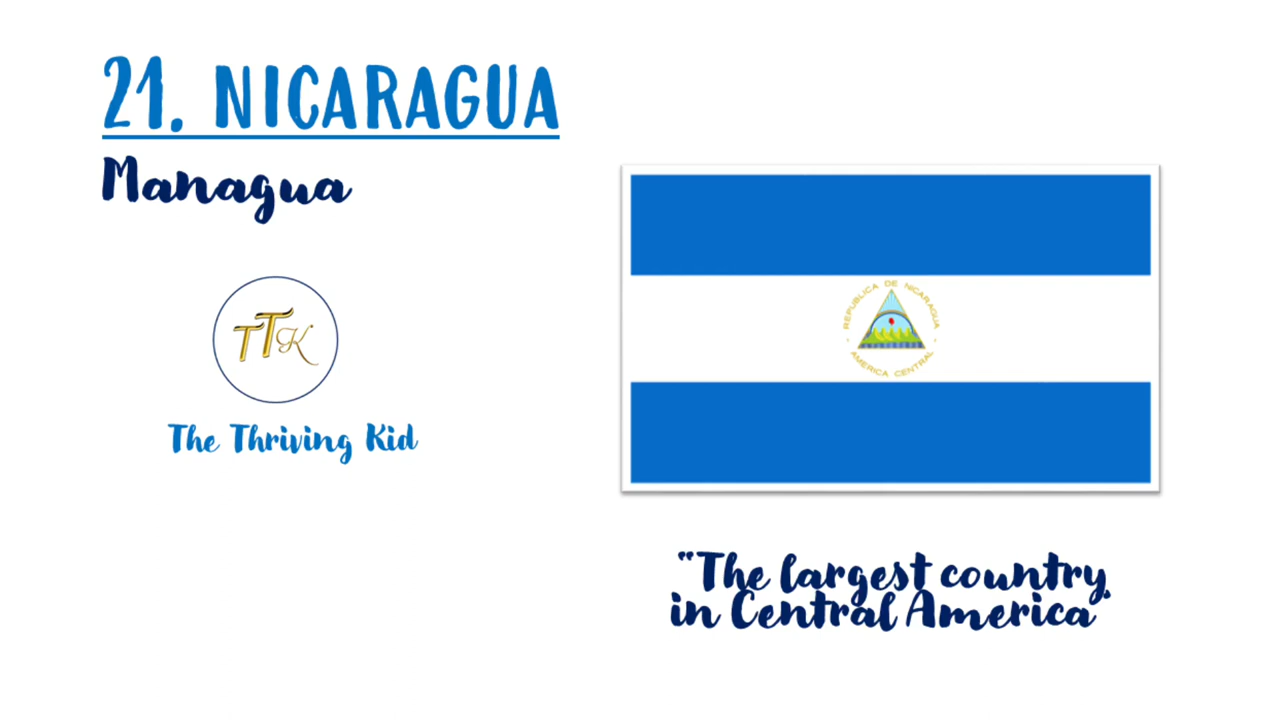 21. NICARAGUA
Managua
TTK
The Thriving Kid
REPUBLICA DE NICARAGUA
AMERICA CENTRAL
"The largest country
in Central America"